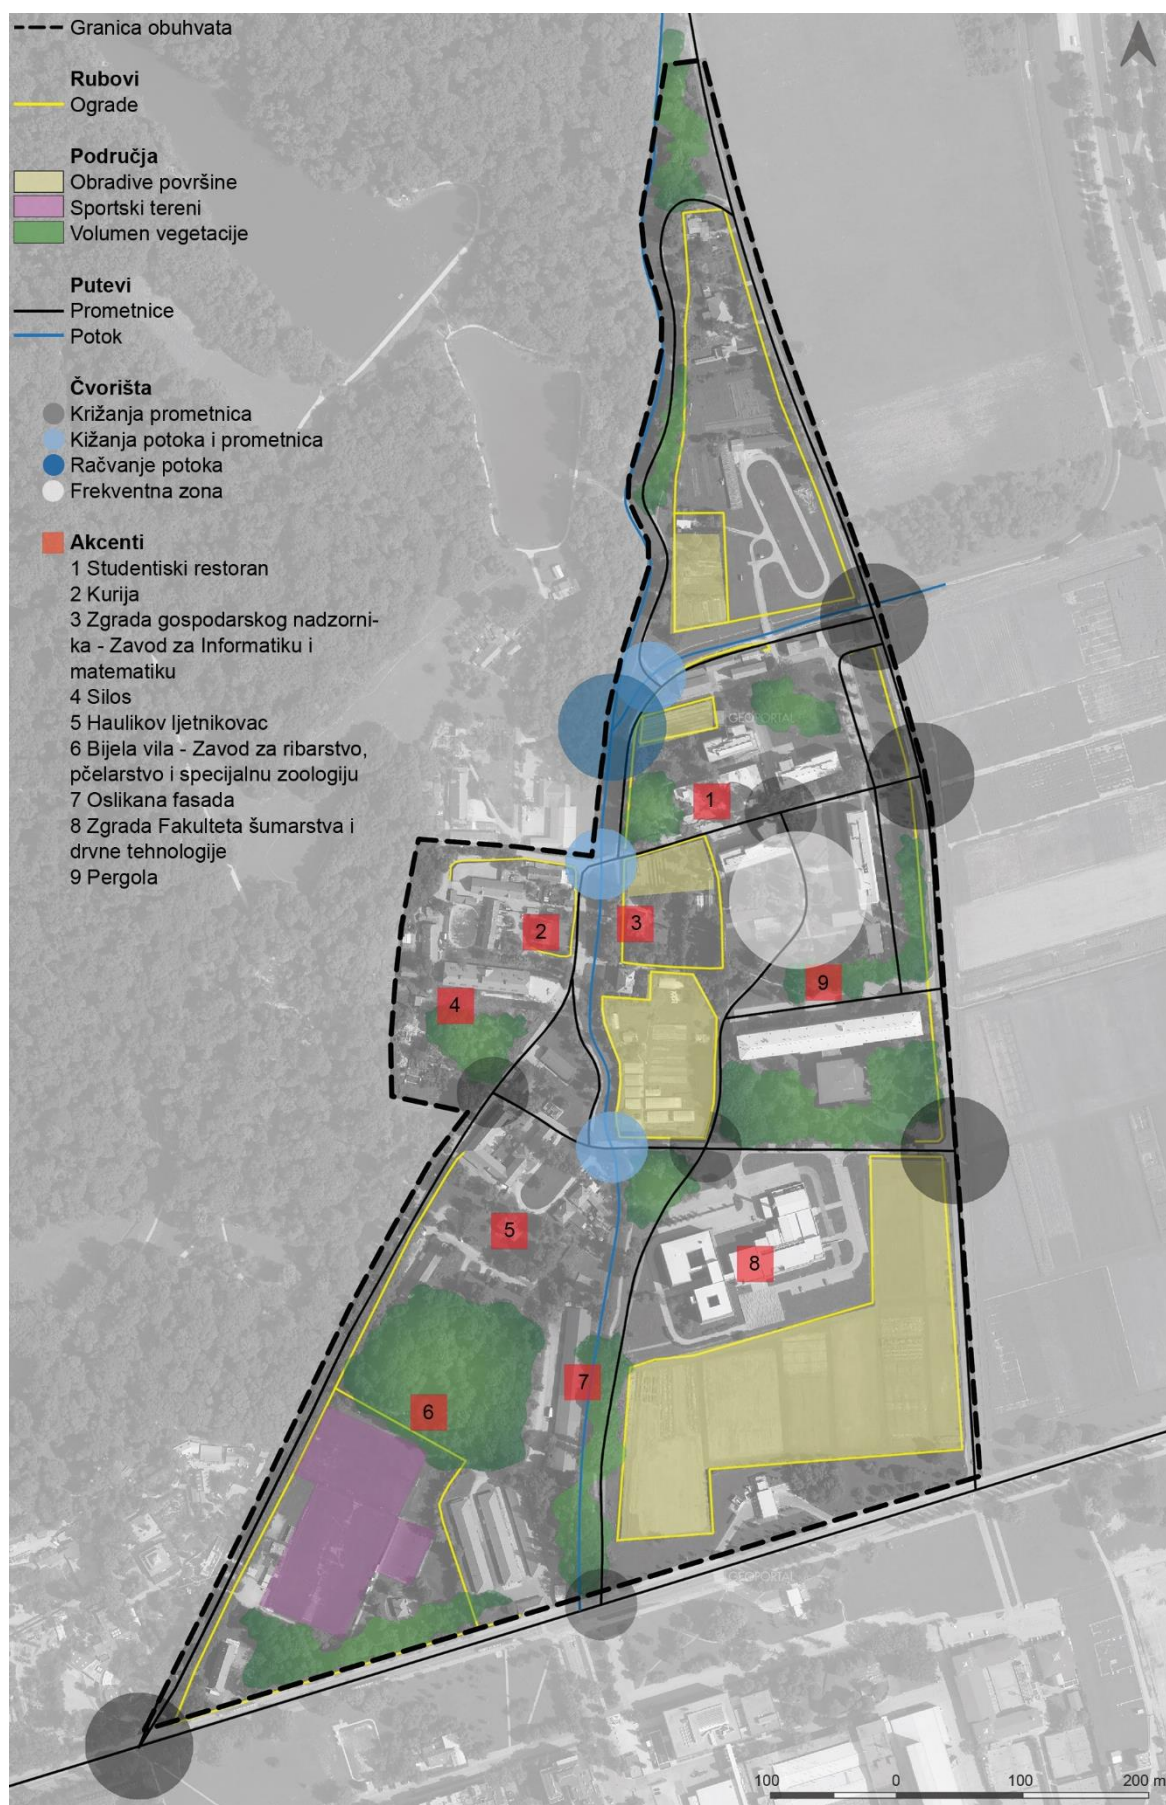 Granica obuhvata
Rubovi
Ograde
Područja
Obradive površine
Sportski tereni
Volumen vegetacije
Putevi
Prometnice
Potok
Čvorišta
Križanja prometnica
Kižanja potoka i prometnica
Račvanje potoka
Frekventna zona
Akcenti
1 Studentiski restoran
2 Kurija
3 Zgrada gospodarskog nadzorni-
ka - Zavod za Informatiku i
matematiku
4 Silos
5 Haulikov ljetnikovac
6 Bijela vila - Zavod za ribarstvo,
pčelarstvo i specijalnu zoologiju
7 Oslikana fasada
8 Zgrada Fakulteta šumarstva i
drvne tehnologije
9 Pergola
GEOPORTAL
1
2
3
9
4
5
8
7
6
GEOPORTAL
100 0 100 200 m